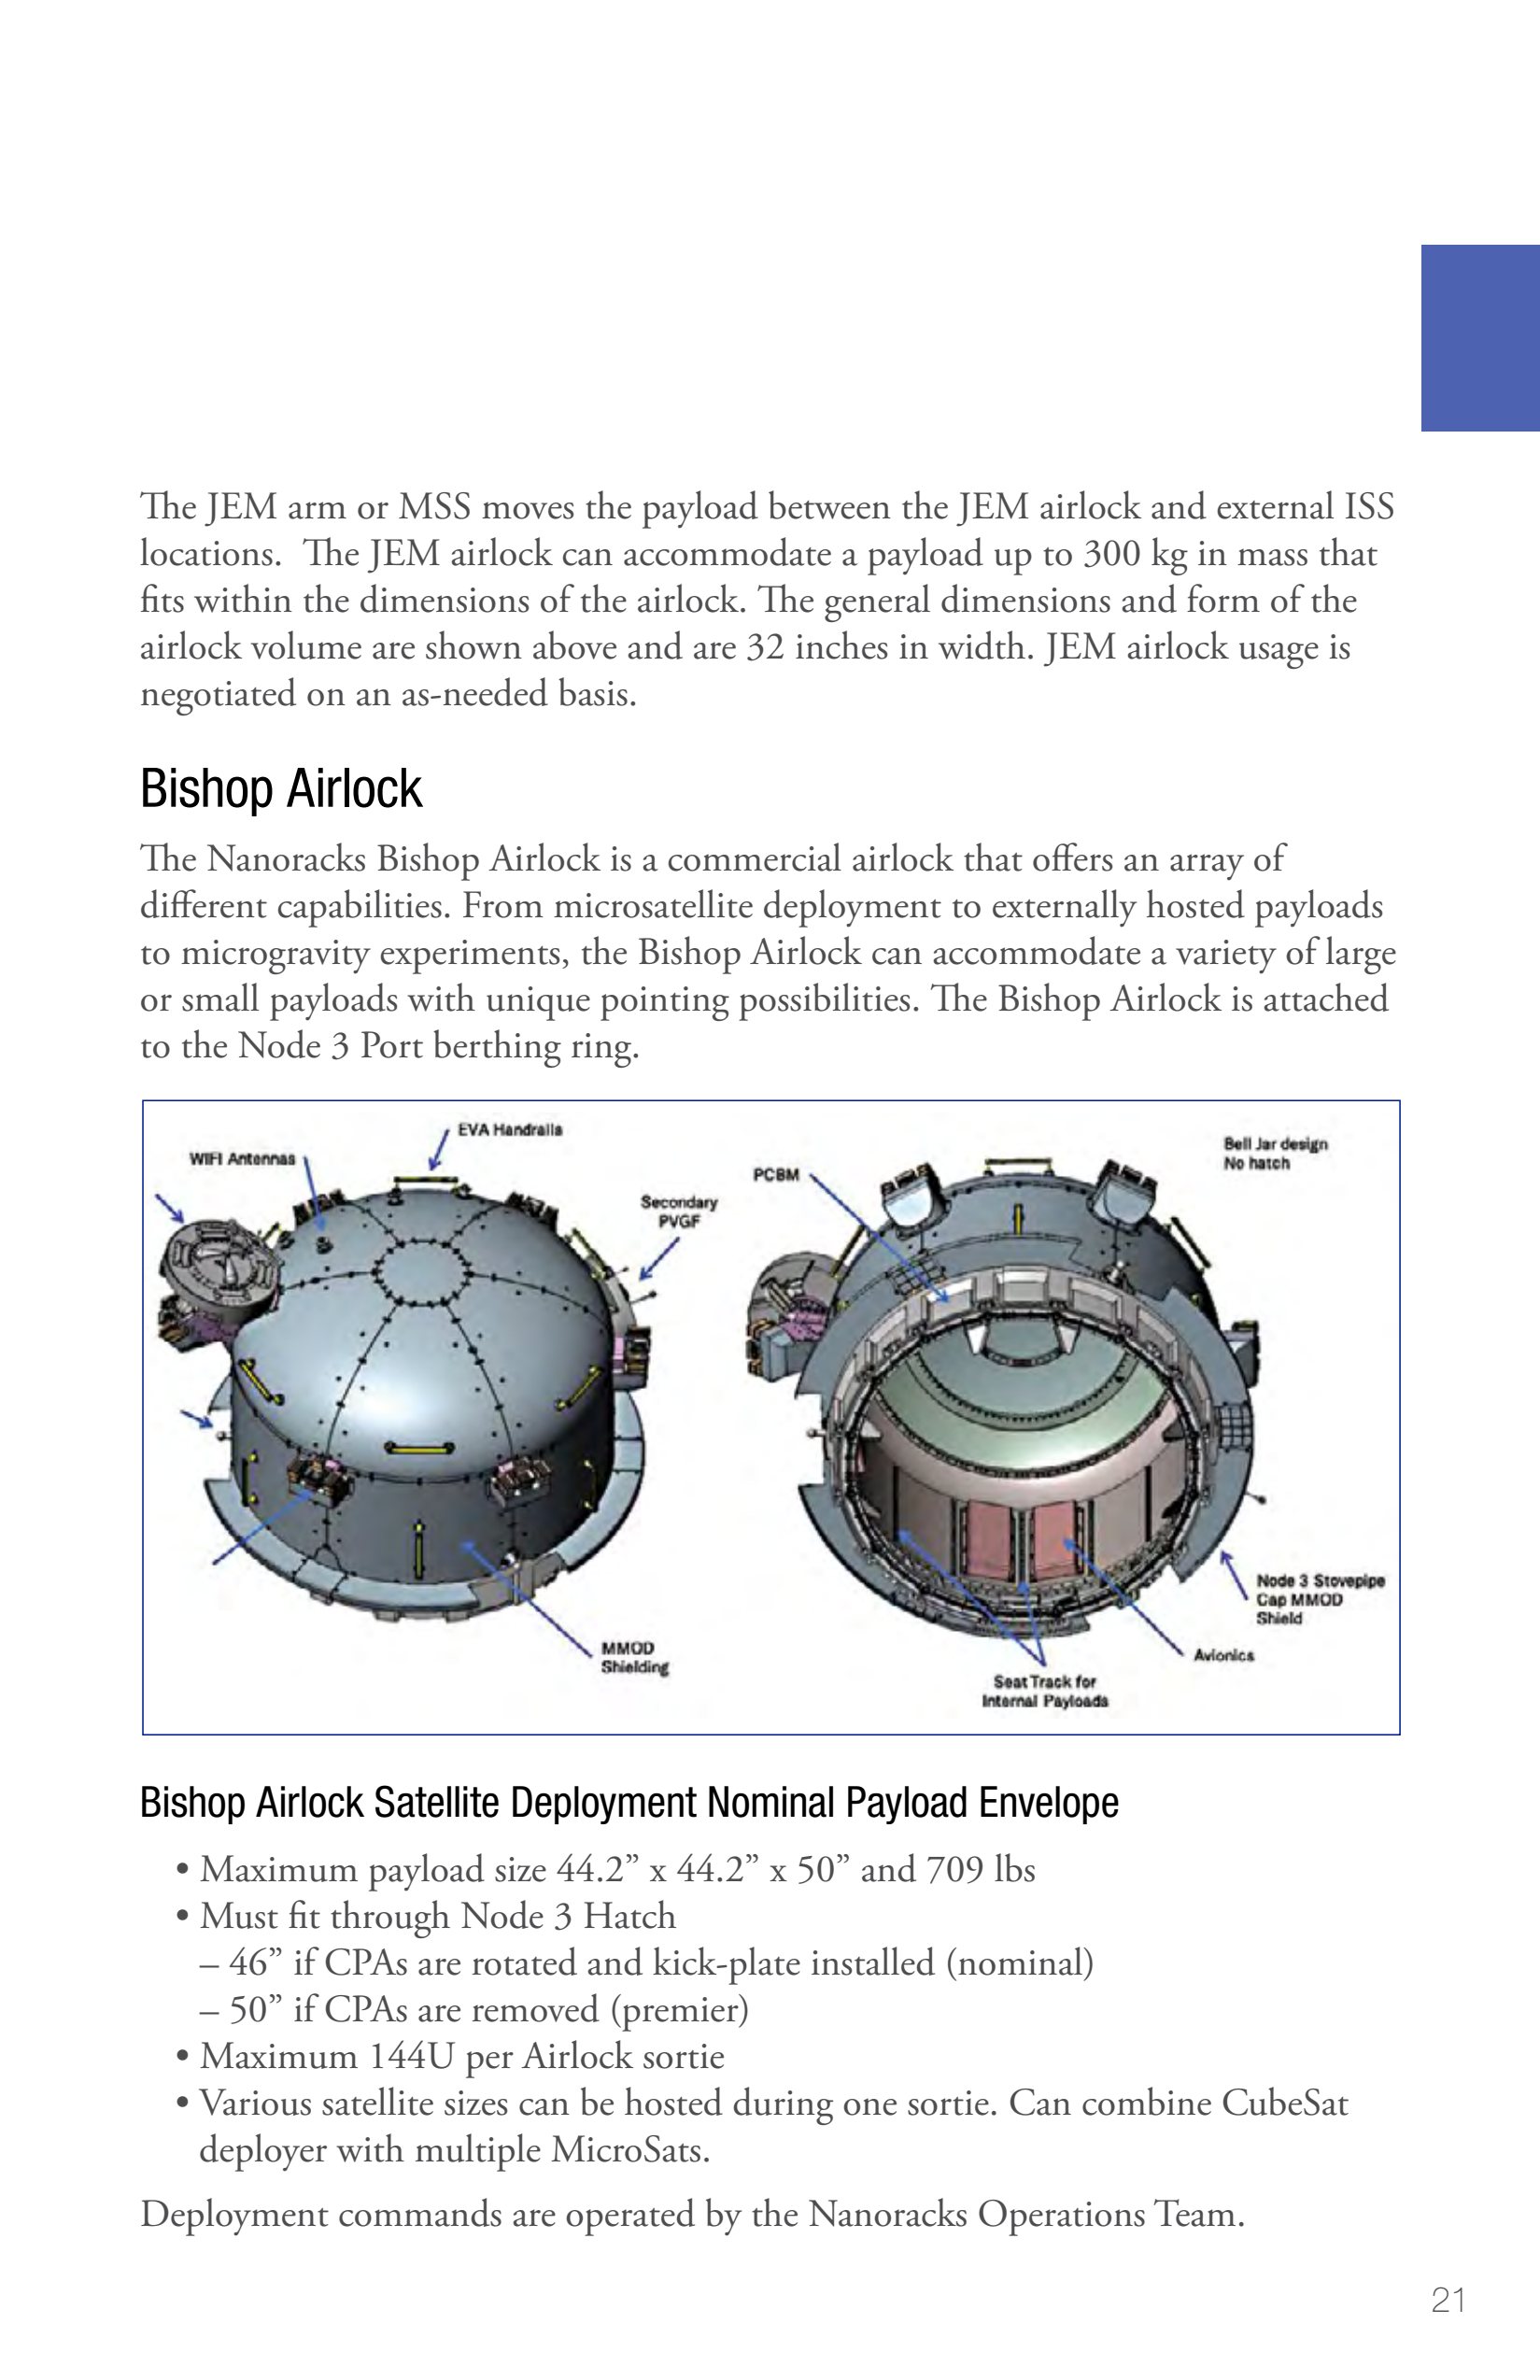 The JEM arm or MSS moves the payload between the JEM airlock and external ISS
locations.  The JEM airlock can accommodate a payload up to 300 kg in mass that
fits within the dimensions of the airlock. The general dimensions and form of the
airlock volume are shown above and are 32 inches in width. JEM airlock usage is
negotiated on an as-needed basis.
Bishop Airlock
The Nanoracks Bishop Airlock is a commercial airlock that offers an array of
different capabilities. From microsatellite deployment to externally hosted payloads
to microgravity experiments, the Bishop Airlock can accommodate a variety of large
or small payloads with unique pointing possibilities. The Bishop Airlock is attached
to the Node 3 Port berthing ring.
EVA Handrails
WIFI Antennas
Secondary
PVGF
MMOD
Shielding
PCBM
Bell Jar design
No hatch
Node 3 Stovepipe
Cap MMOD
Shield
Avionics
Seat Track for
Internal Payloads
Bishop Airlock Satellite Deployment Nominal Payload Envelope
• Maximum payload size 44.2” x 44.2” x 50” and 709 lbs
• Must fit through Node 3 Hatch
– 46” if CPAs are rotated and kick-plate installed (nominal)
– 50” if CPAs are removed (premier)
• Maximum 144U per Airlock sortie
• Various satellite sizes can be hosted during one sortie. Can combine CubeSat
deployer with multiple MicroSats.
Deployment commands are operated by the Nanoracks Operations Team.
21